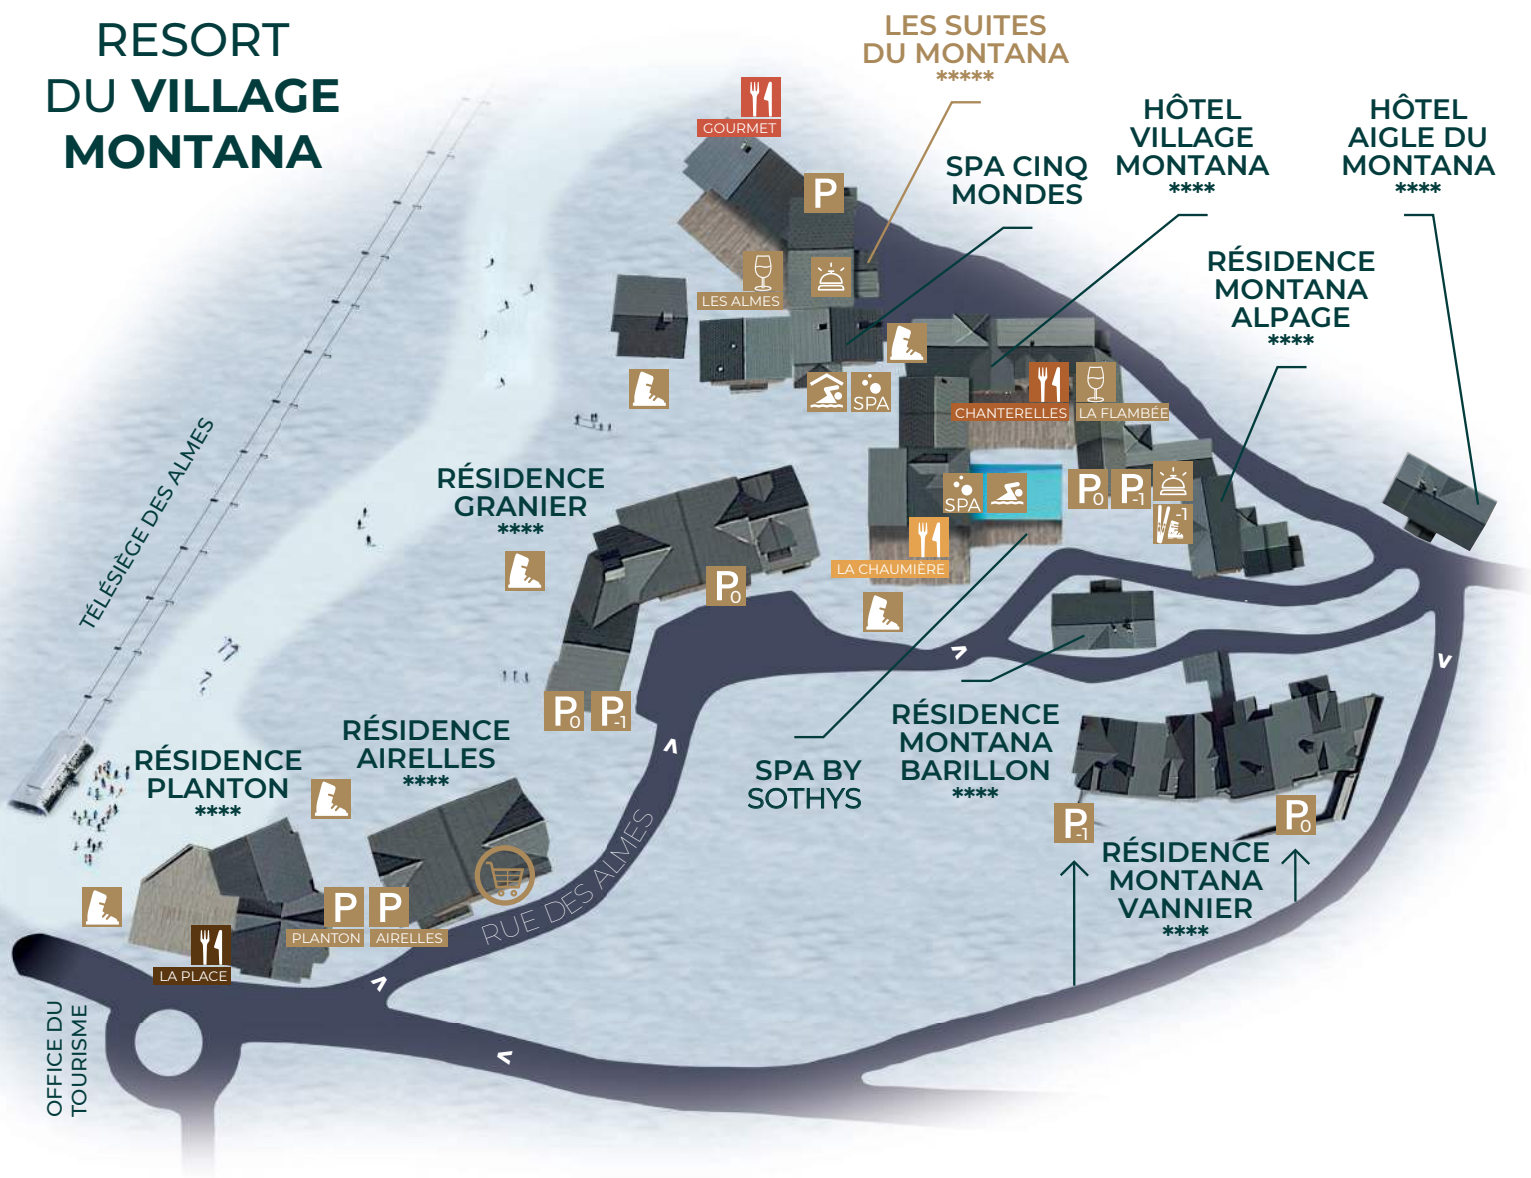 RESORT
DU VILLAGE
MONTANA
LES SUITES
DU MONTANA
*****
GOURMET
P
SPA CINQ
MONDES
HÔTEL
VILLAGE
MONTANA
****
HÔTEL
AIGLE DU
MONTANA
****
RÉSIDENCE
MONTANA
ALPAGE
****
LES ALMES
SPA
CHANTERELLES
LA FLAMBÉE
TÉLÉSIÈGE DES ALMES
RÉSIDENCE
GRANIER
****
SPA
P0
P-1
-1
LA CHAUMIÈRE
P0
P0
P-1
RÉSIDENCE
AIRELLES
****
RÉSIDENCE
PLANTON
****
SPA BY
SOTHYS
RÉSIDENCE
MONTANA
BARILLON
****
P-1
P0
RÉSIDENCE
MONTANA
VANNIER
****
RUE DES ALMES
P
PLANTON
P
AIRELLES
LA PLACE
OFFICE DU
TOURISME